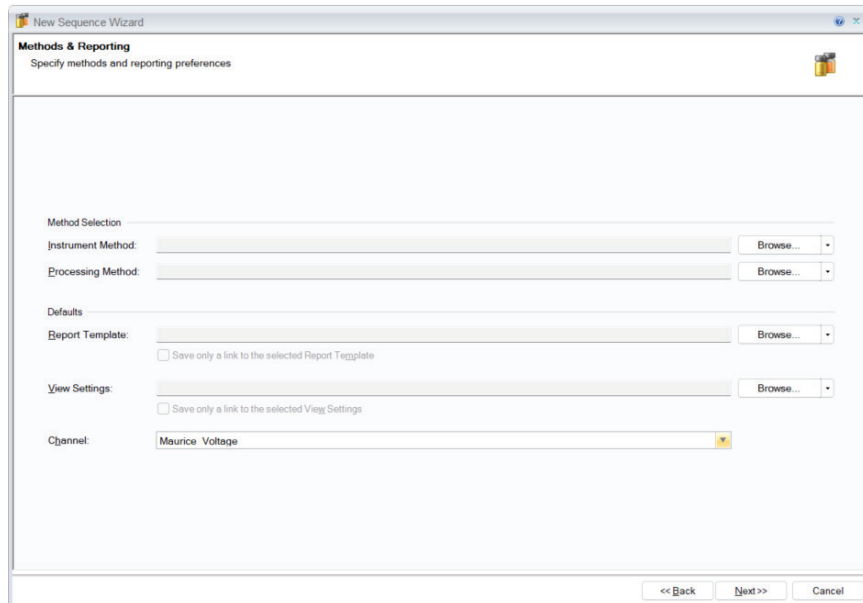 New Sequence Wizard
Methods & Reporting
Specify methods and reporting preferences
Method Selection
Instrument Method: Browse...
Processing Method: Browse...
Defaults
Report Template: Browse...
Save only a link to the selected Report Template
View Settings: Browse...
Save only a link to the selected View Settings
Channel: Maurice_Voltage
<< Back Next >> Cancel